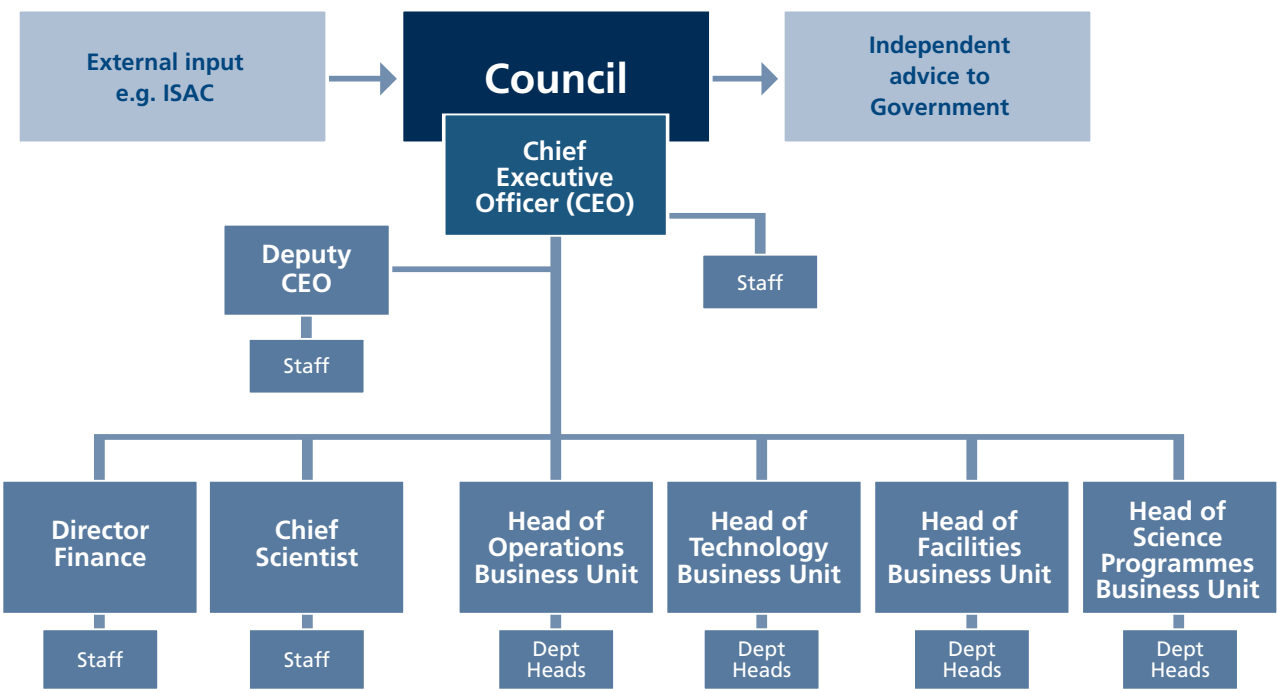 External input
e.g. ISAC
Council
Independent
advice to
Government
Chief
Executive
Officer (CEO)
Deputy
CEO
Staff
Staff
Director
Finance
Chief
Scientist
Head of
Operations
Business Unit
Head of
Technology
Business Unit
Head of
Facilities
Business Unit
Head of
Science
Programmes
Business Unit
Staff
Staff
Dept
Heads
Dept
Heads
Dept
Heads
Dept
Heads